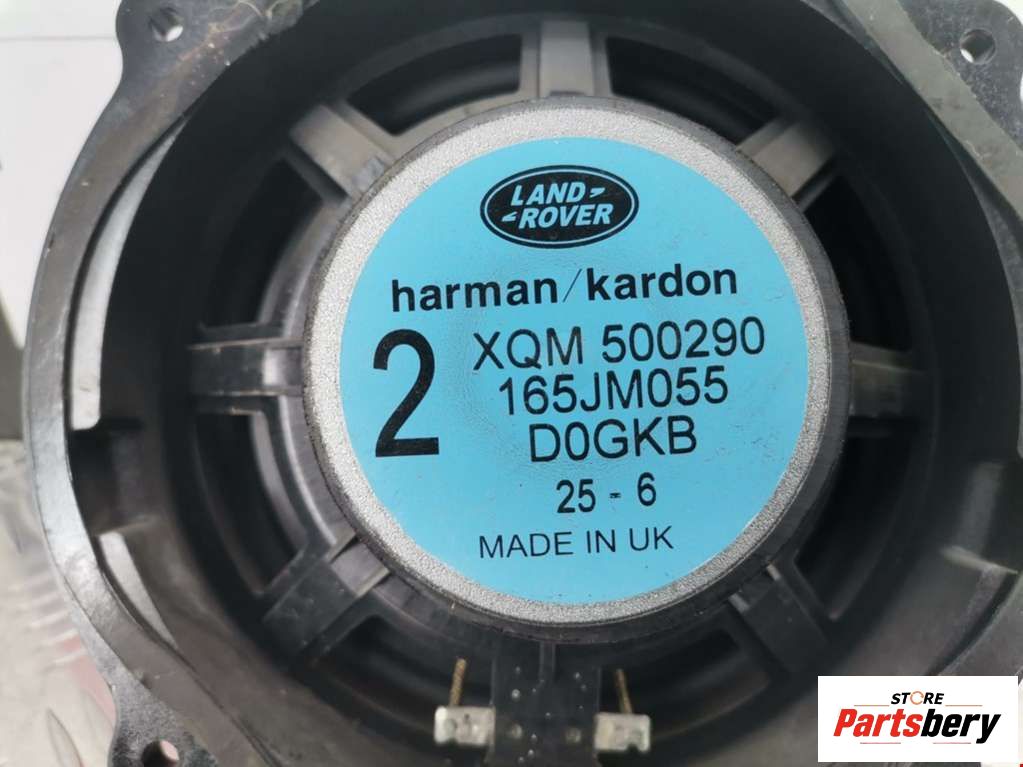 LAND
ROVER
harman/kardon
2
XQM 500290
165JM055
D0GKB
25 - 6
MADE IN UK
STORE
Partsbery